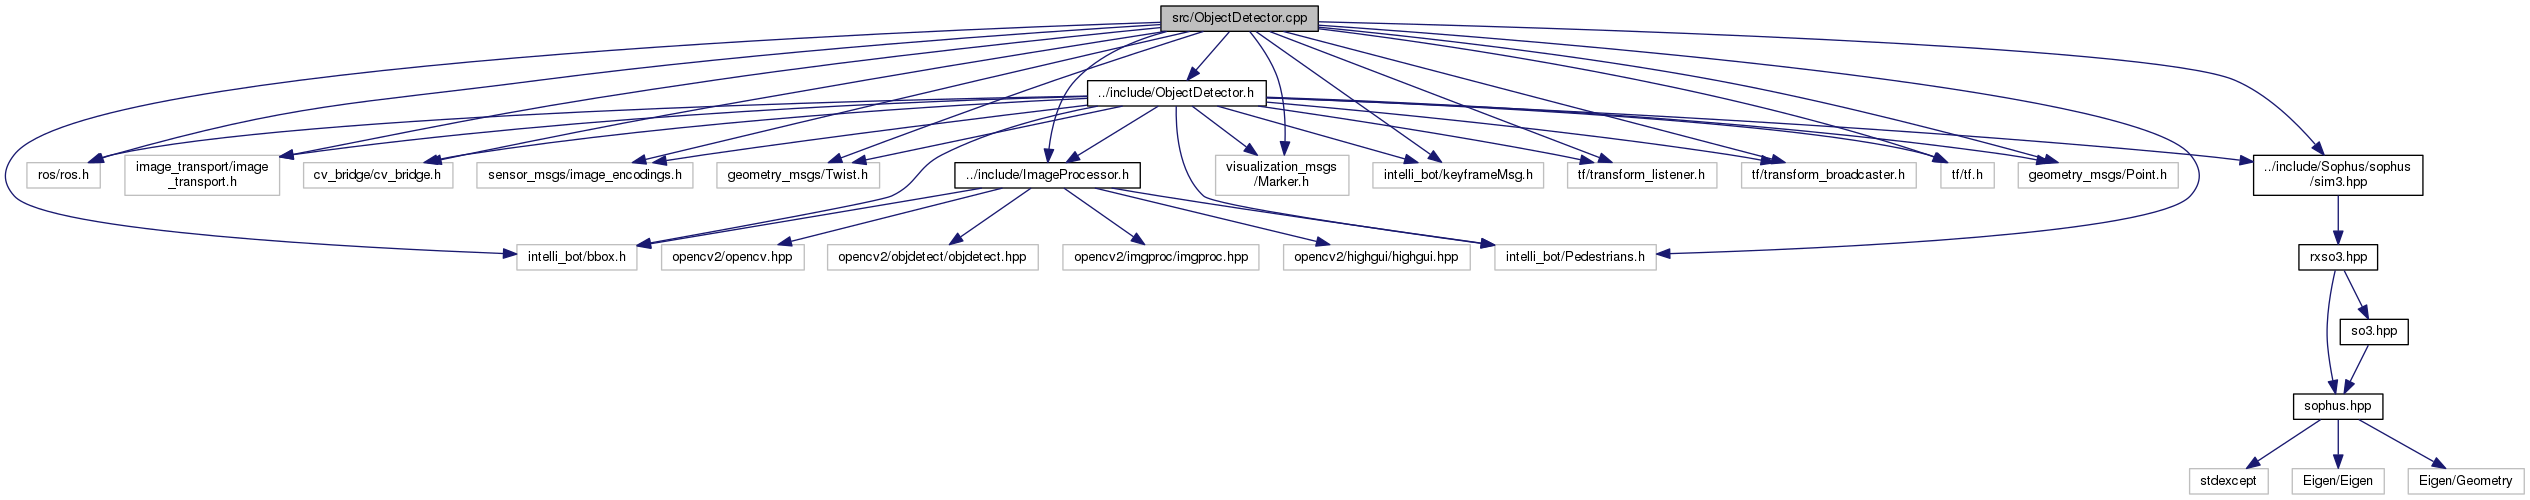 src/ObjectDetector.cpp
../include/ObjectDetector.h
ros/ros.h
image_transport/image
_transport.h
cv_bridge/cv_bridge.h
sensor_msgs/image_encodings.h
geometry_msgs/Twist.h
../include/ImageProcessor.h
visualization_msgs
/Marker.h
intelli_bot/keyframeMsg.h
tf/transform_listener.h
tf/transform_broadcaster.h
tf/tf.h
geometry_msgs/Point.h
../include/Sophus/sophus
/sim3.hpp
intelli_bot/bbox.h
opencv2/opencv.hpp
opencv2/objdetect/objdetect.hpp
opencv2/imgproc/imgproc.hpp
opencv2/highgui/highgui.hpp
intelli_bot/Pedestrians.h
rxso3.hpp
so3.hpp
sophus.hpp
stdexcept
Eigen/Eigen
Eigen/Geometry